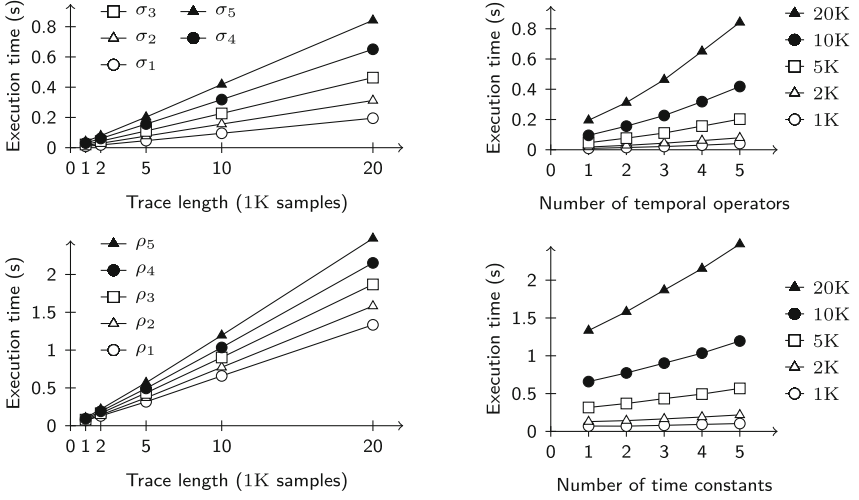 Execution time (s)
0.8
0.6
0.4
0.2
0
σ3 σ5
σ2 σ4
σ1
0 1 2 5 10 20
Trace length (1K samples)
Execution time (s)
0.8
0.6
0.4
0.2
0
20K
10K
5K
2K
1K
0 1 2 3 4 5
Number of temporal operators
Execution time (s)
2
1.5
1
0.5
0
ρ5
ρ4
ρ3
ρ2
ρ1
0 1 2 5 10 20
Trace length (1K samples)
Execution time (s)
2
1.5
1
0.5
0
20K
10K
5K
2K
1K
0 1 2 3 4 5
Number of time constants